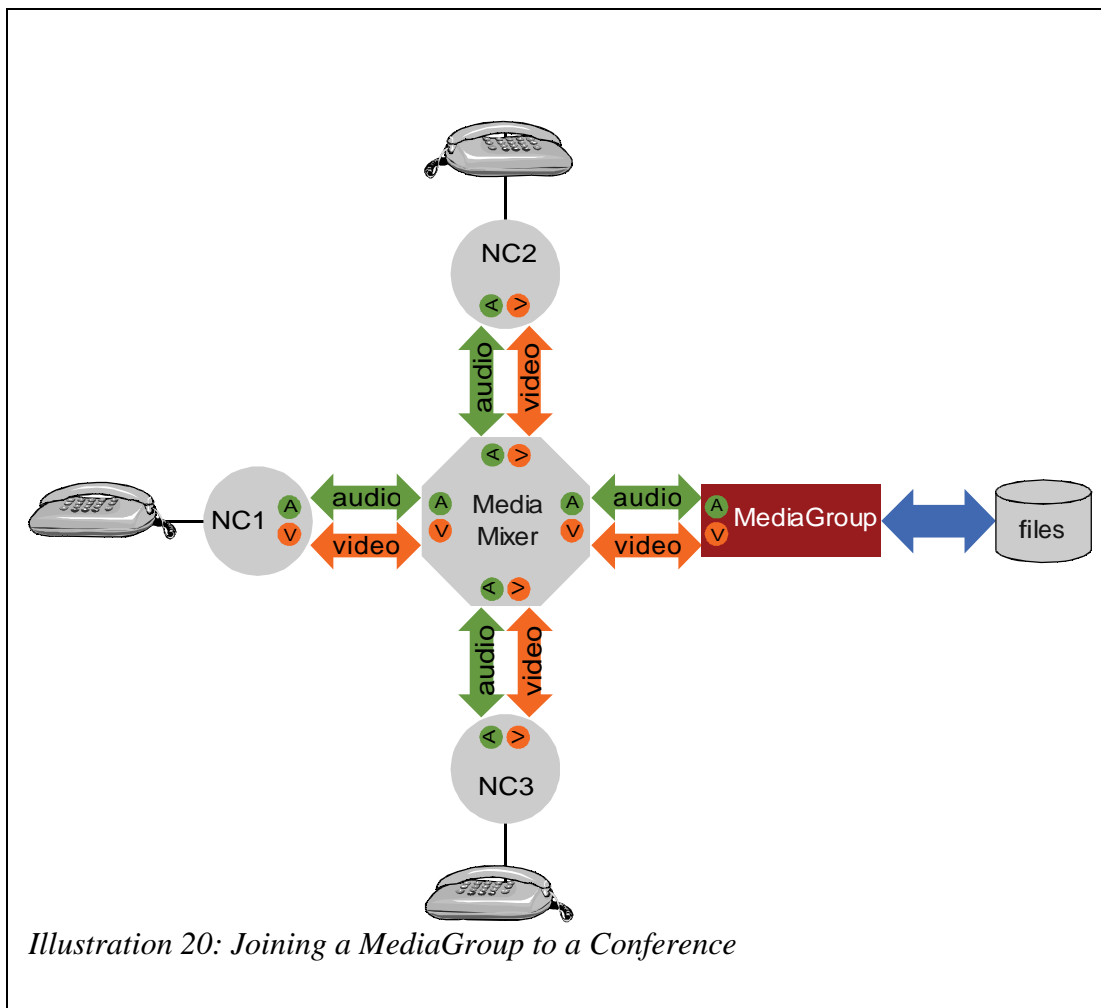 NC2
A V
audio
video
A V
NC1
A
V
audio
video
A
V
Media
Mixer
A
V
audio
video
A
V
MediaGroup
files
A V
audio
video
A V
NC3
Illustration 20: Joining a MediaGroup to a Conference